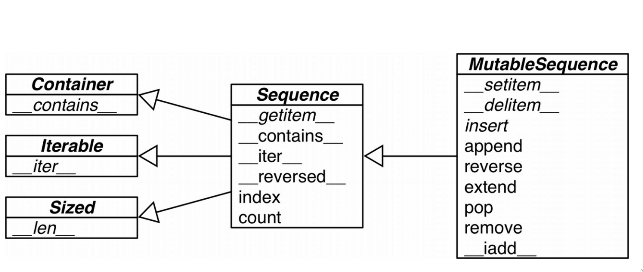 Container
__contains__
Iterable
__iter__
Sized
__len__
Sequence
__getitem__
__contains__
__iter__
__reversed__
index
count
MutableSequence
__setitem__
__delitem__
insert
append
reverse
extend
pop
remove
__iadd__